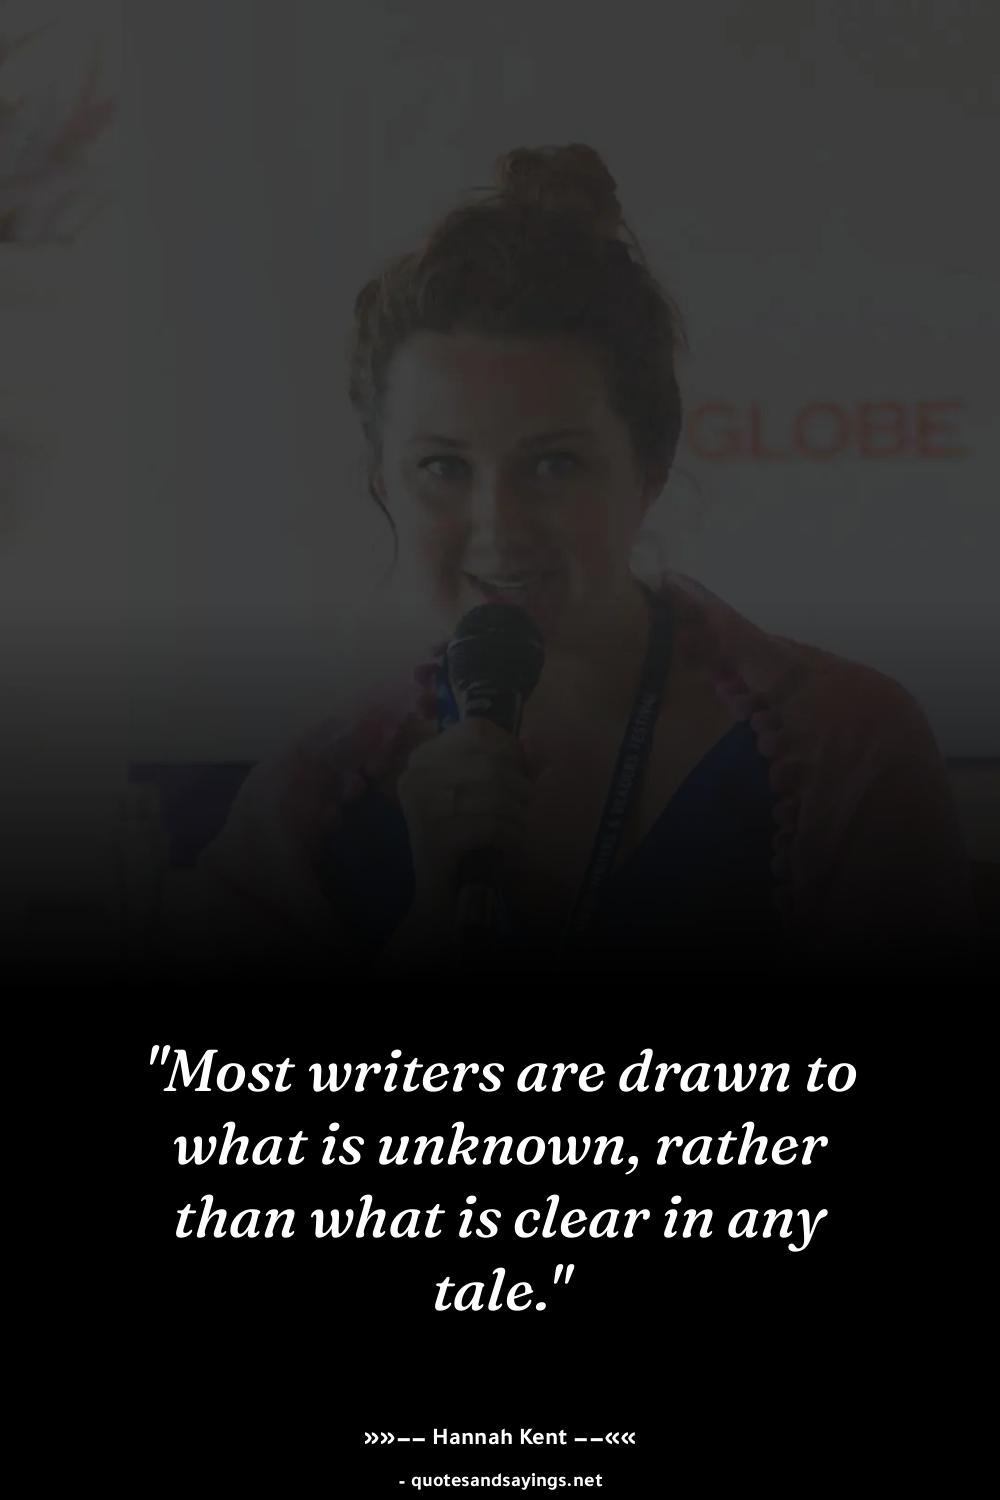 GLOBE
"Most writers are drawn to
what is unknown, rather
than what is clear in any
tale."
»»−− Hannah Kent −−««
- quotesandsayings.net